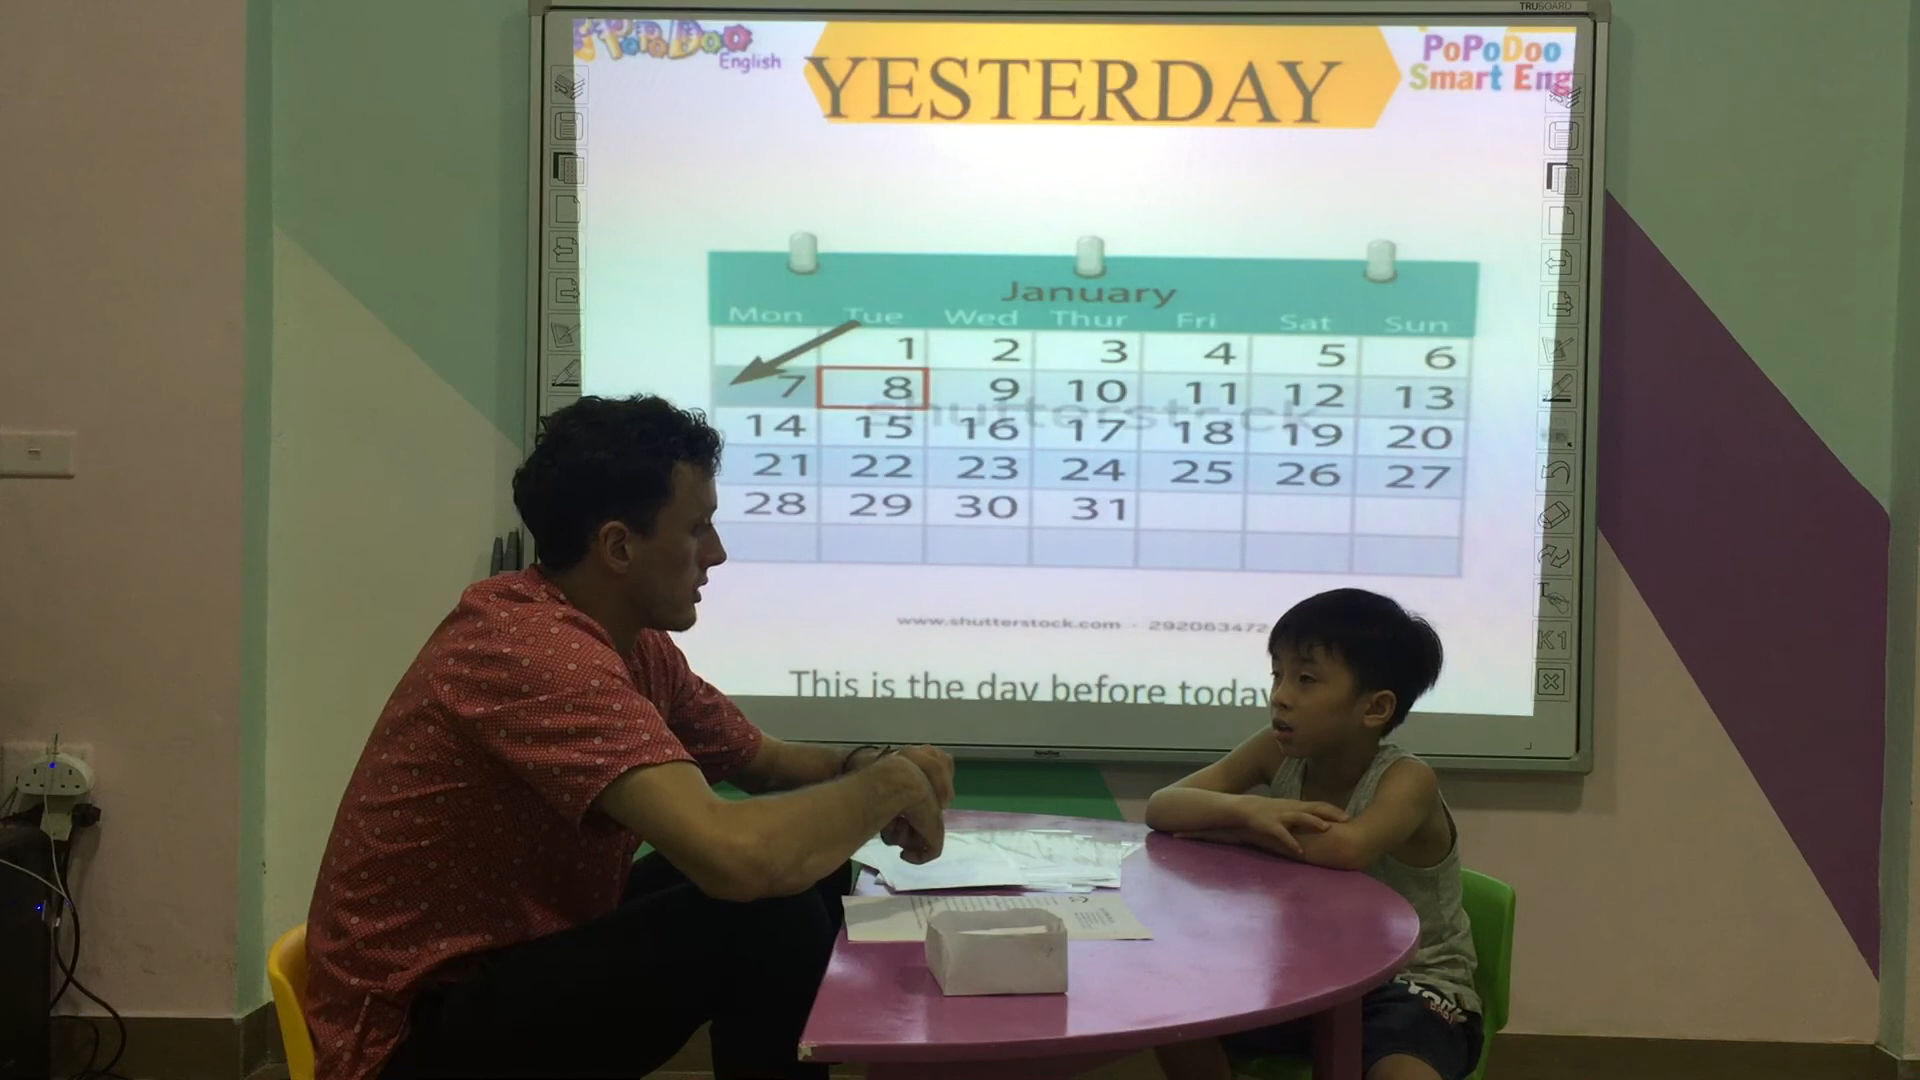 TRUBOARD
PoPoDoo
English
YESTERDAY
PoPoDoo
Smart Eng
January
Mon Tue Wed Thur Fri Sat Sun
1 2 3 4 5 6
7 8 9 10 11 12 13
14 15 16 17 18 19 20
21 22 23 24 25 26 27
28 29 30 31
shutterstock
www.shutterstock.com · 292063472
This is the day before today
K1